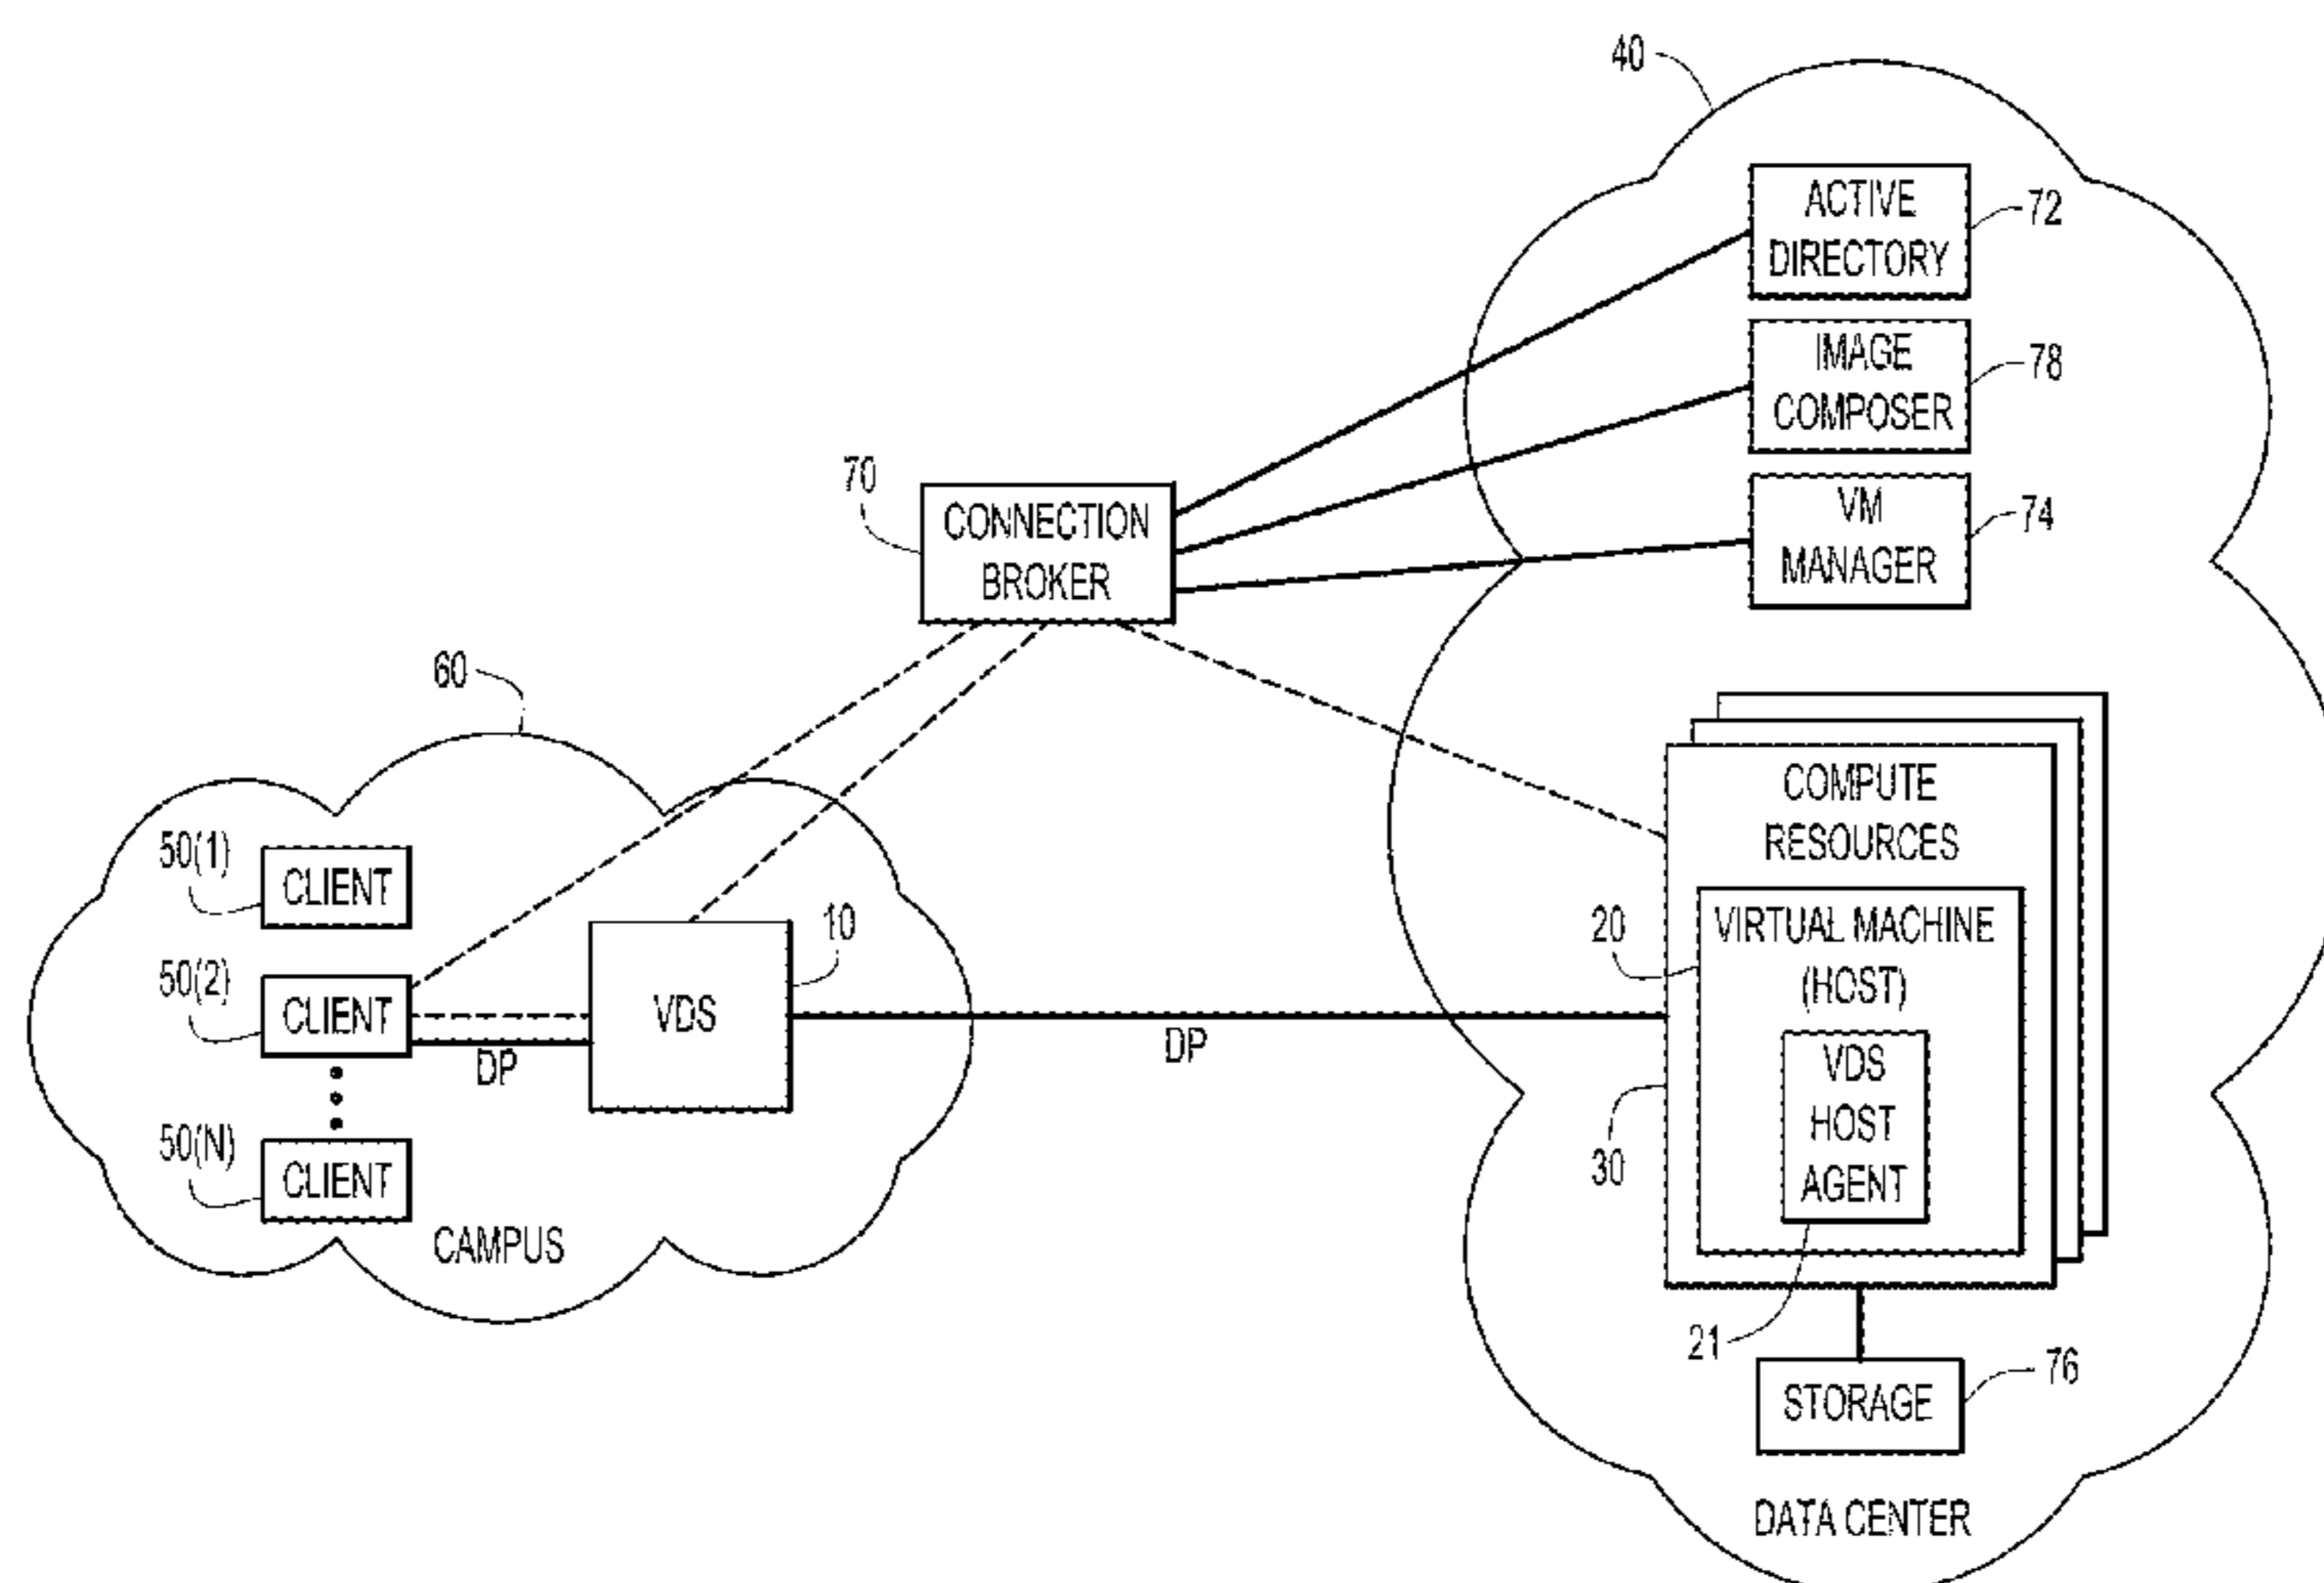 40
ACTIVE
DIRECTORY
72
IMAGE
COMPOSER
78
70
CONNECTION
BROKER
VM
MANAGER
74
60
COMPUTE
RESOURCES
50(1)
CLIENT
10
20
VIRTUAL MACHINE
(HOST)
50(2)
CLIENT
VDS
DP
DP
VDS
HOST
AGENT
50(N)
CLIENT
30
CAMPUS
21
STORAGE
76
DATA CENTER